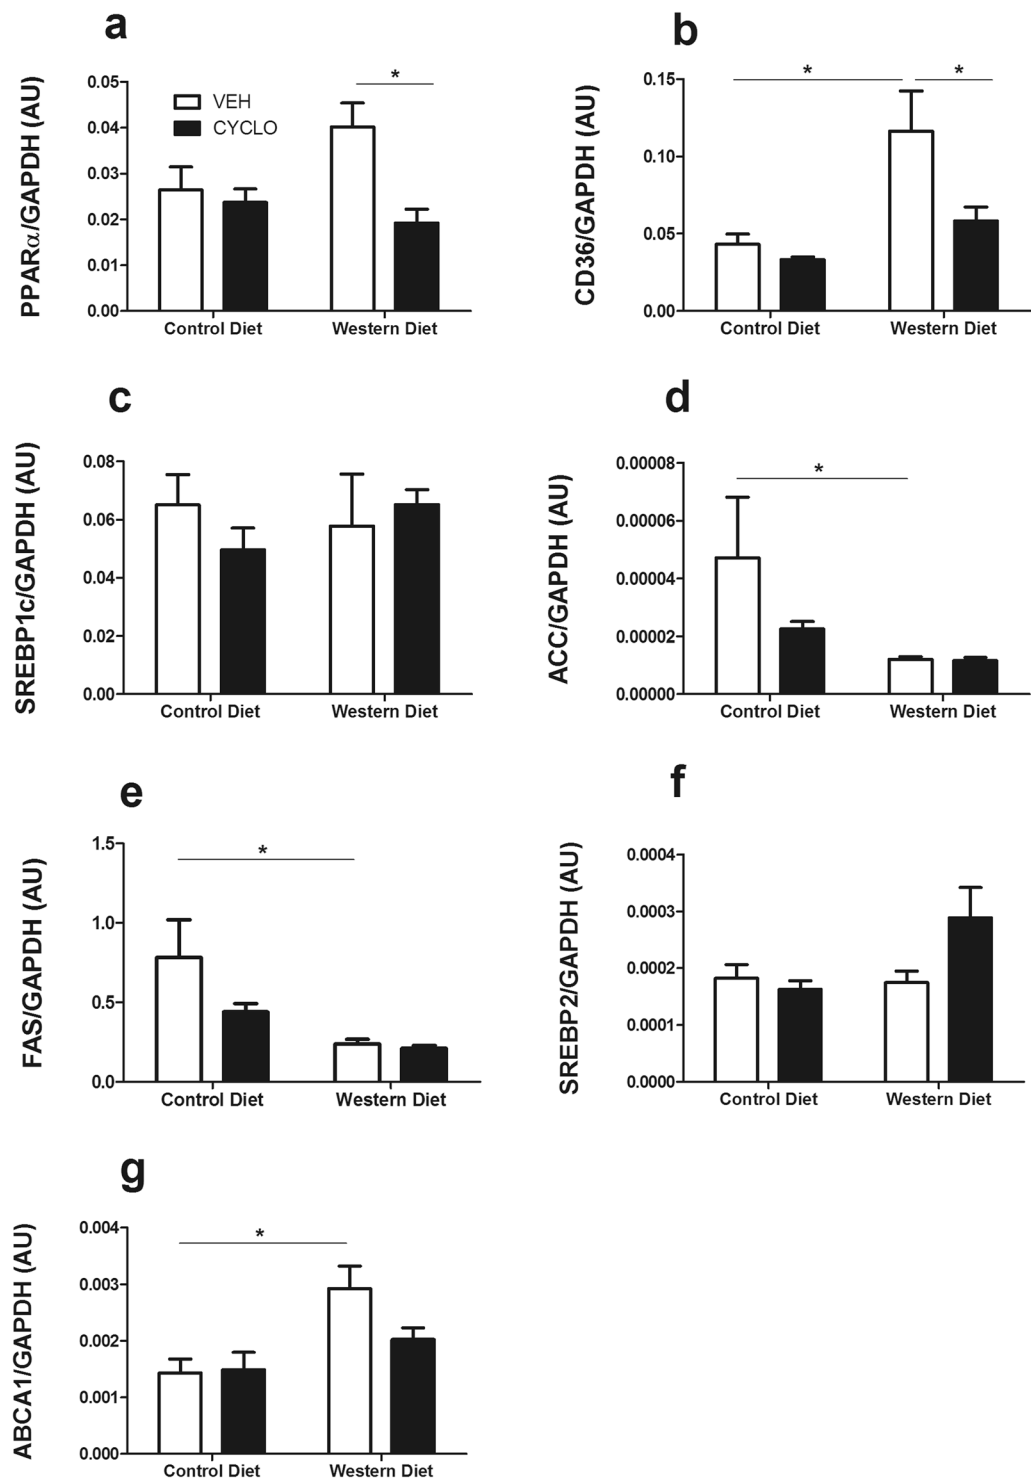 a
PPARα/GAPDH (AU)
0.05
0.04
0.03
0.02
0.01
0.00
VEH
CYCLO
*
Control Diet
Western Diet
b
CD36/GAPDH (AU)
0.15
0.10
0.05
0.00
*
*
Control Diet
Western Diet
c
SREBP1c/GAPDH (AU)
0.08
0.06
0.04
0.02
0.00
Control Diet
Western Diet
d
ACC/GAPDH (AU)
0.00008
0.00006
0.00004
0.00002
0.00000
*
Control Diet
Western Diet
e
FAS/GAPDH (AU)
1.5
1.0
0.5
0.0
*
Control Diet
Western Diet
f
SREBP2/GAPDH (AU)
0.0004
0.0003
0.0002
0.0001
0.0000
Control Diet
Western Diet
g
ABCA1/GAPDH (AU)
0.004
0.003
0.002
0.001
0.000
*
Control Diet
Western Diet